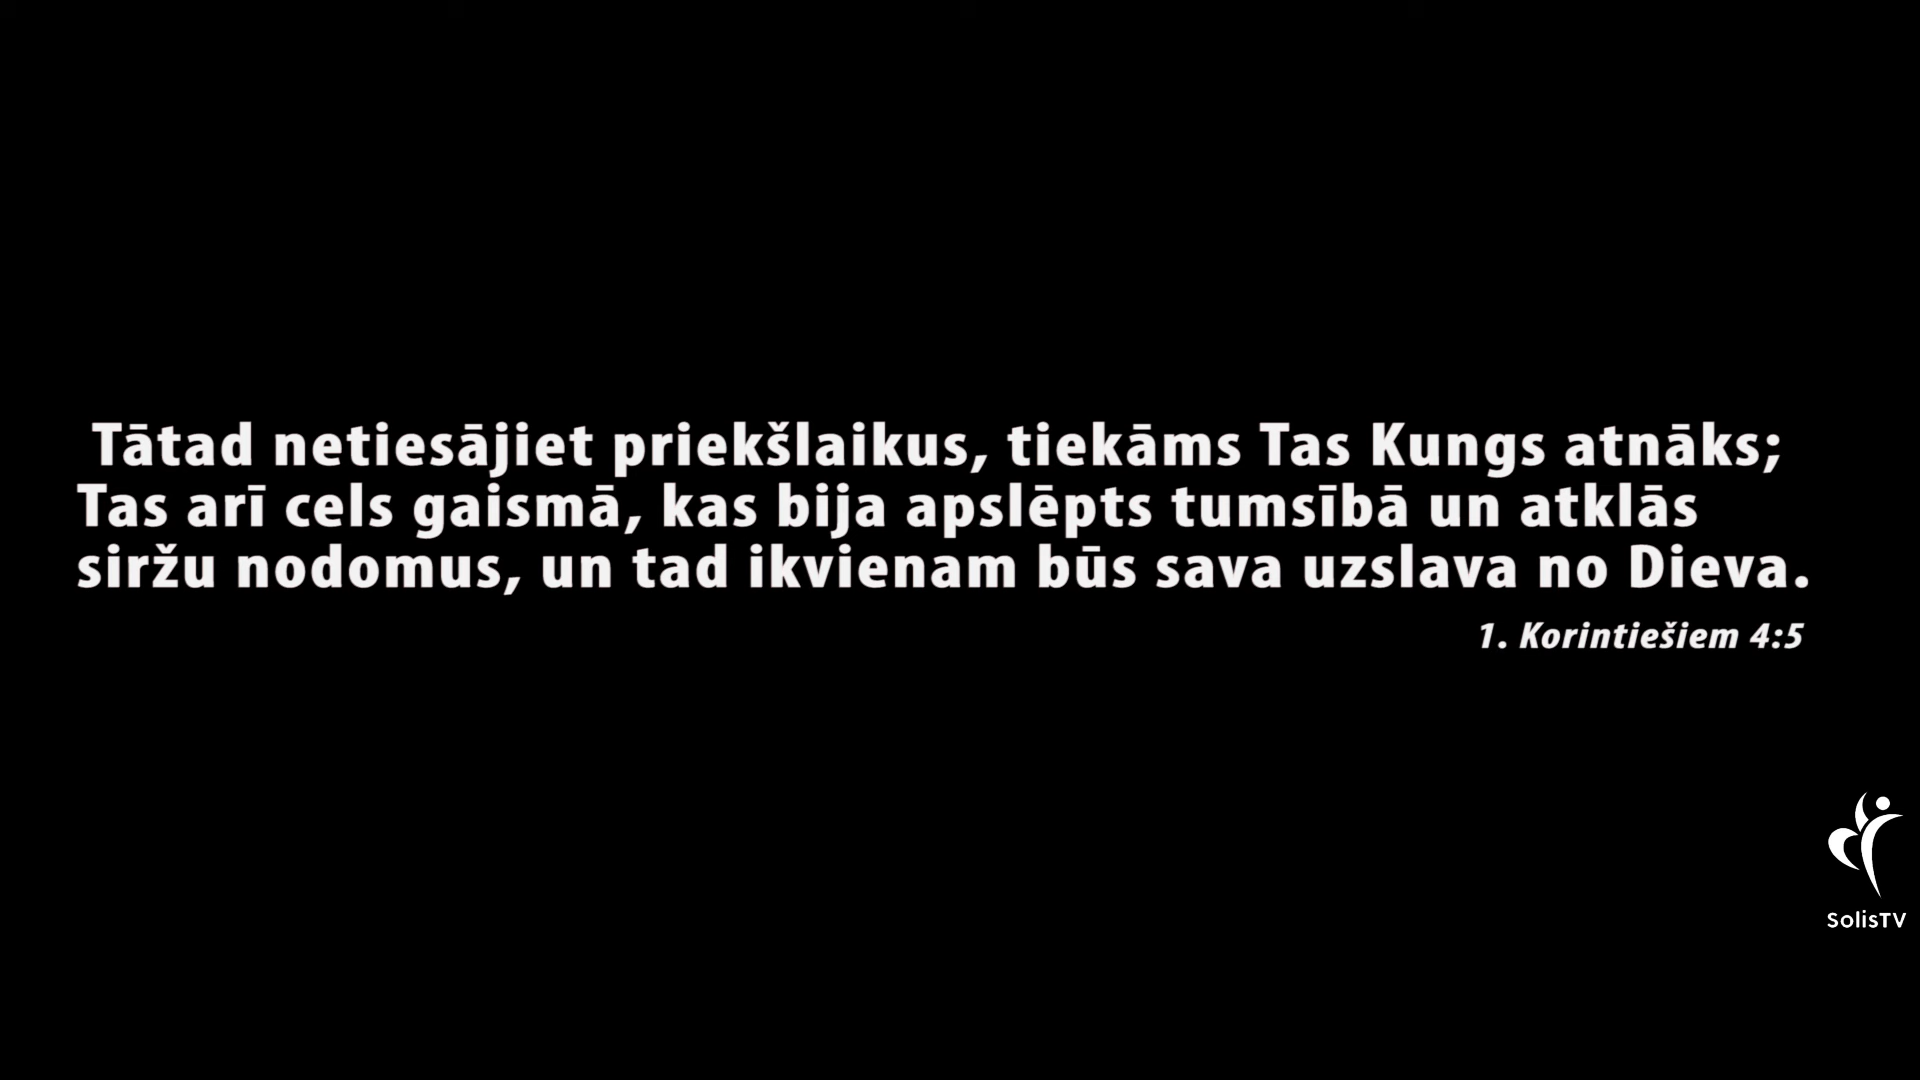 Tātad netiesājiet priekšlaikus, tiekāms Tas Kungs atnāks;
Tas arī cels gaismā, kas bija apslēpts tumsībā un atklās
siržu nodomus, un tad ikvienam būs sava uzslava no Dieva.
1. Korintiešiem 4:5
SolisTV